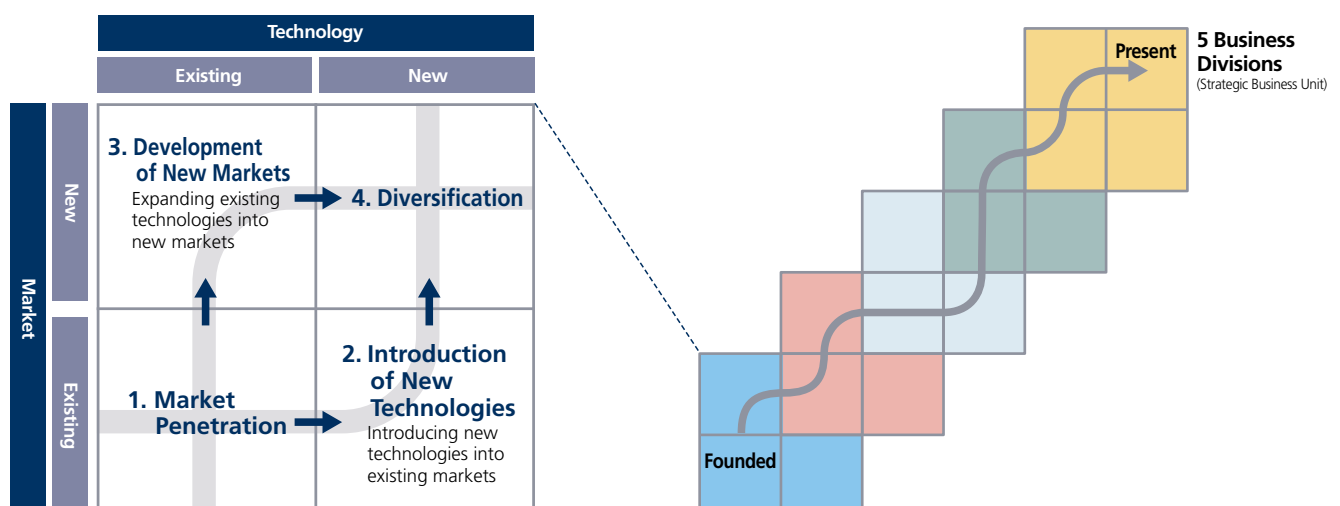 Technology
Existing
New
Market
New
Existing
3. Development
of New Markets
Expanding existing
technologies into
new markets
4. Diversification
1. Market
Penetration
2. Introduction
of New
Technologies
Introducing new
technologies into
existing markets
Founded
Present
5 Business
Divisions
(Strategic Business Unit)